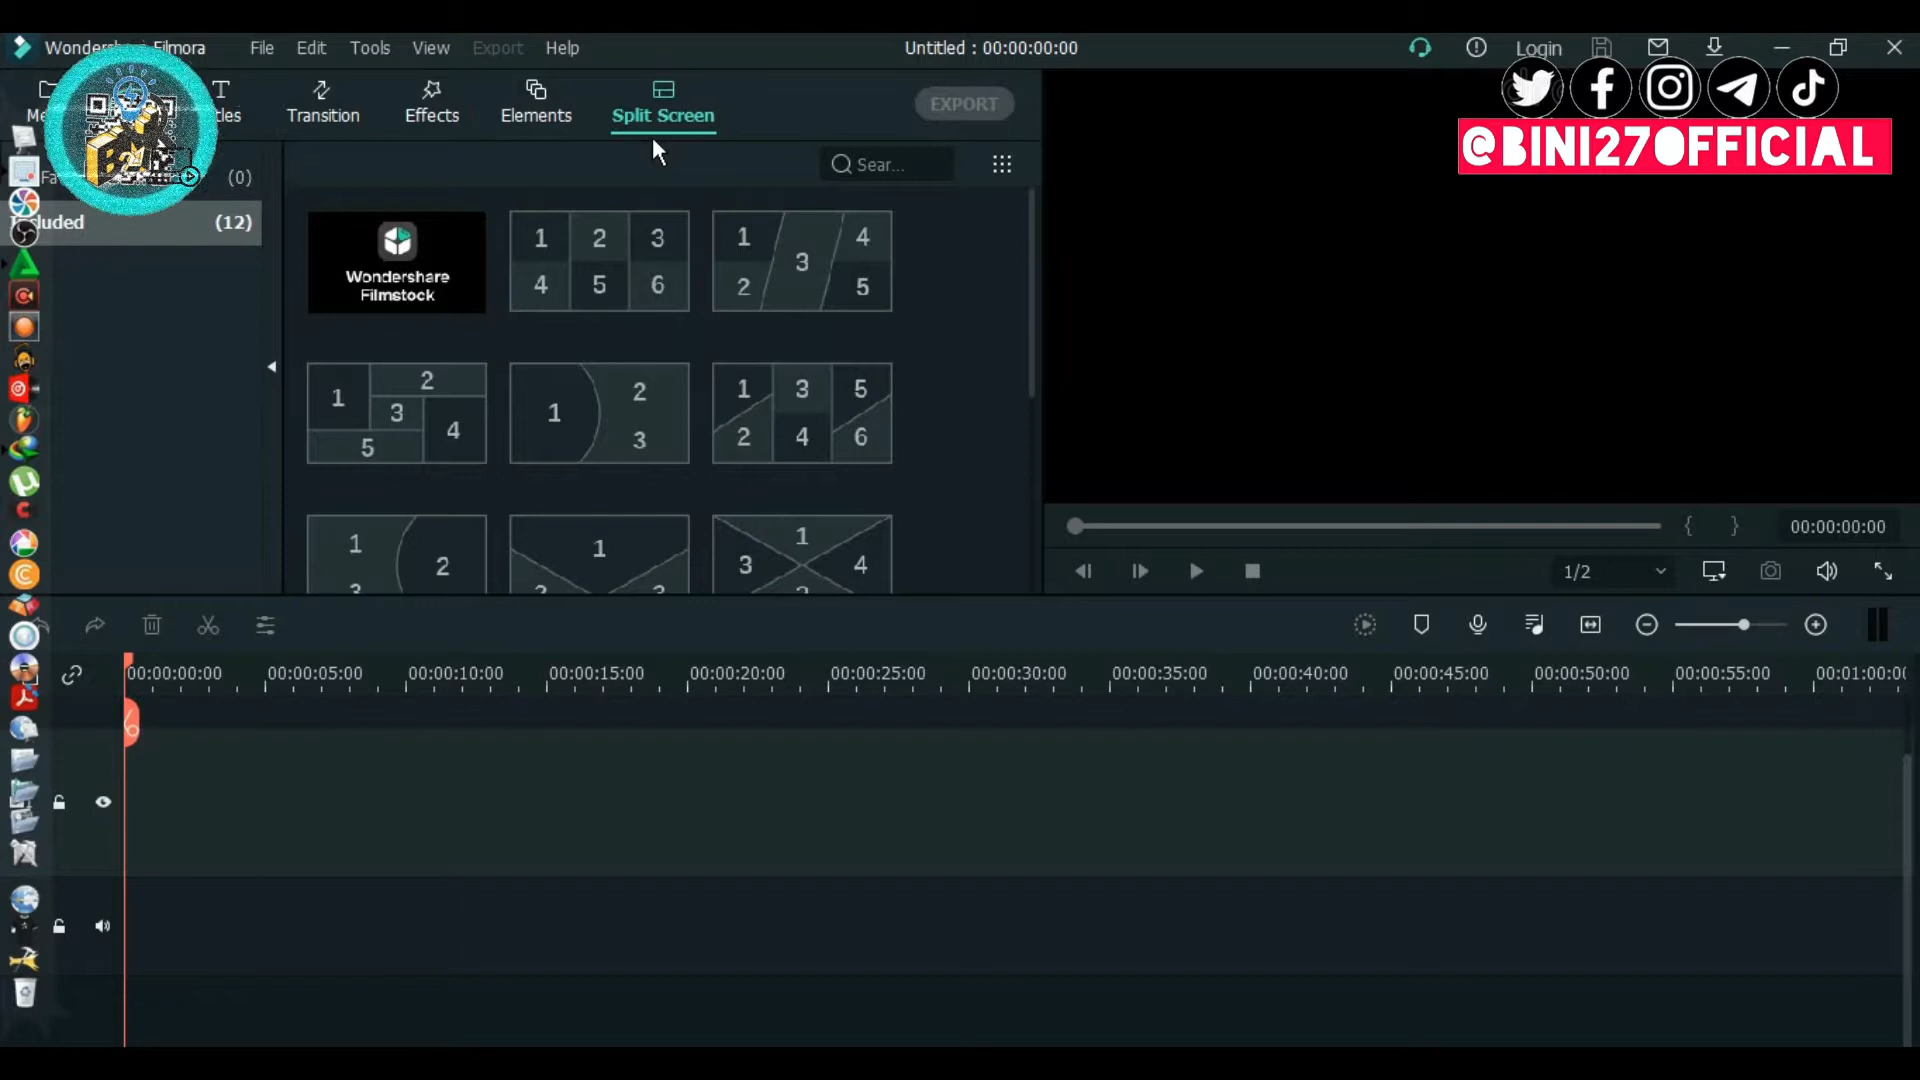 Wondershare Filmora File Edit Tools View Export Help Untitled : 00:00:00:00 Login
Transition Effects Elements Split Screen EXPORT
@BINI27OFFICIAL
Sear...
(0)
(12)
Wondershare
Filmstock
1 2 3
4 5 6
1 3 4
2 5
1 2
3 4
5
1 2
3
1 3 5
2 4 6
1
2
1
1
3 4
00:00:00:00
1/2
00:00:00:00 00:00:05:00 00:00:10:00 00:00:15:00 00:00:20:00 00:00:25:00 00:00:30:00 00:00:35:00 00:00:40:00 00:00:45:00 00:00:50:00 00:00:55:00 00:01:00:0